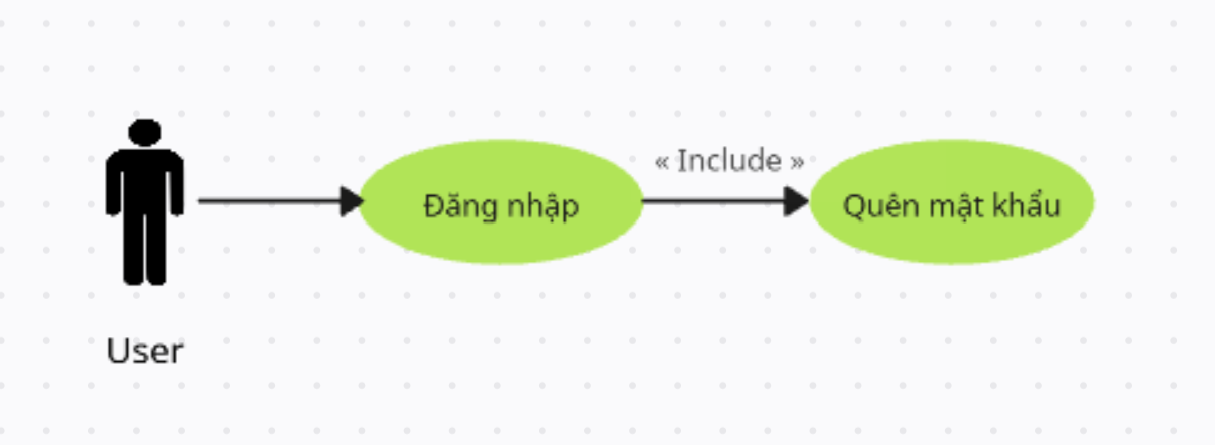 « Include »
Đăng nhập
Quên mật khẩu
User